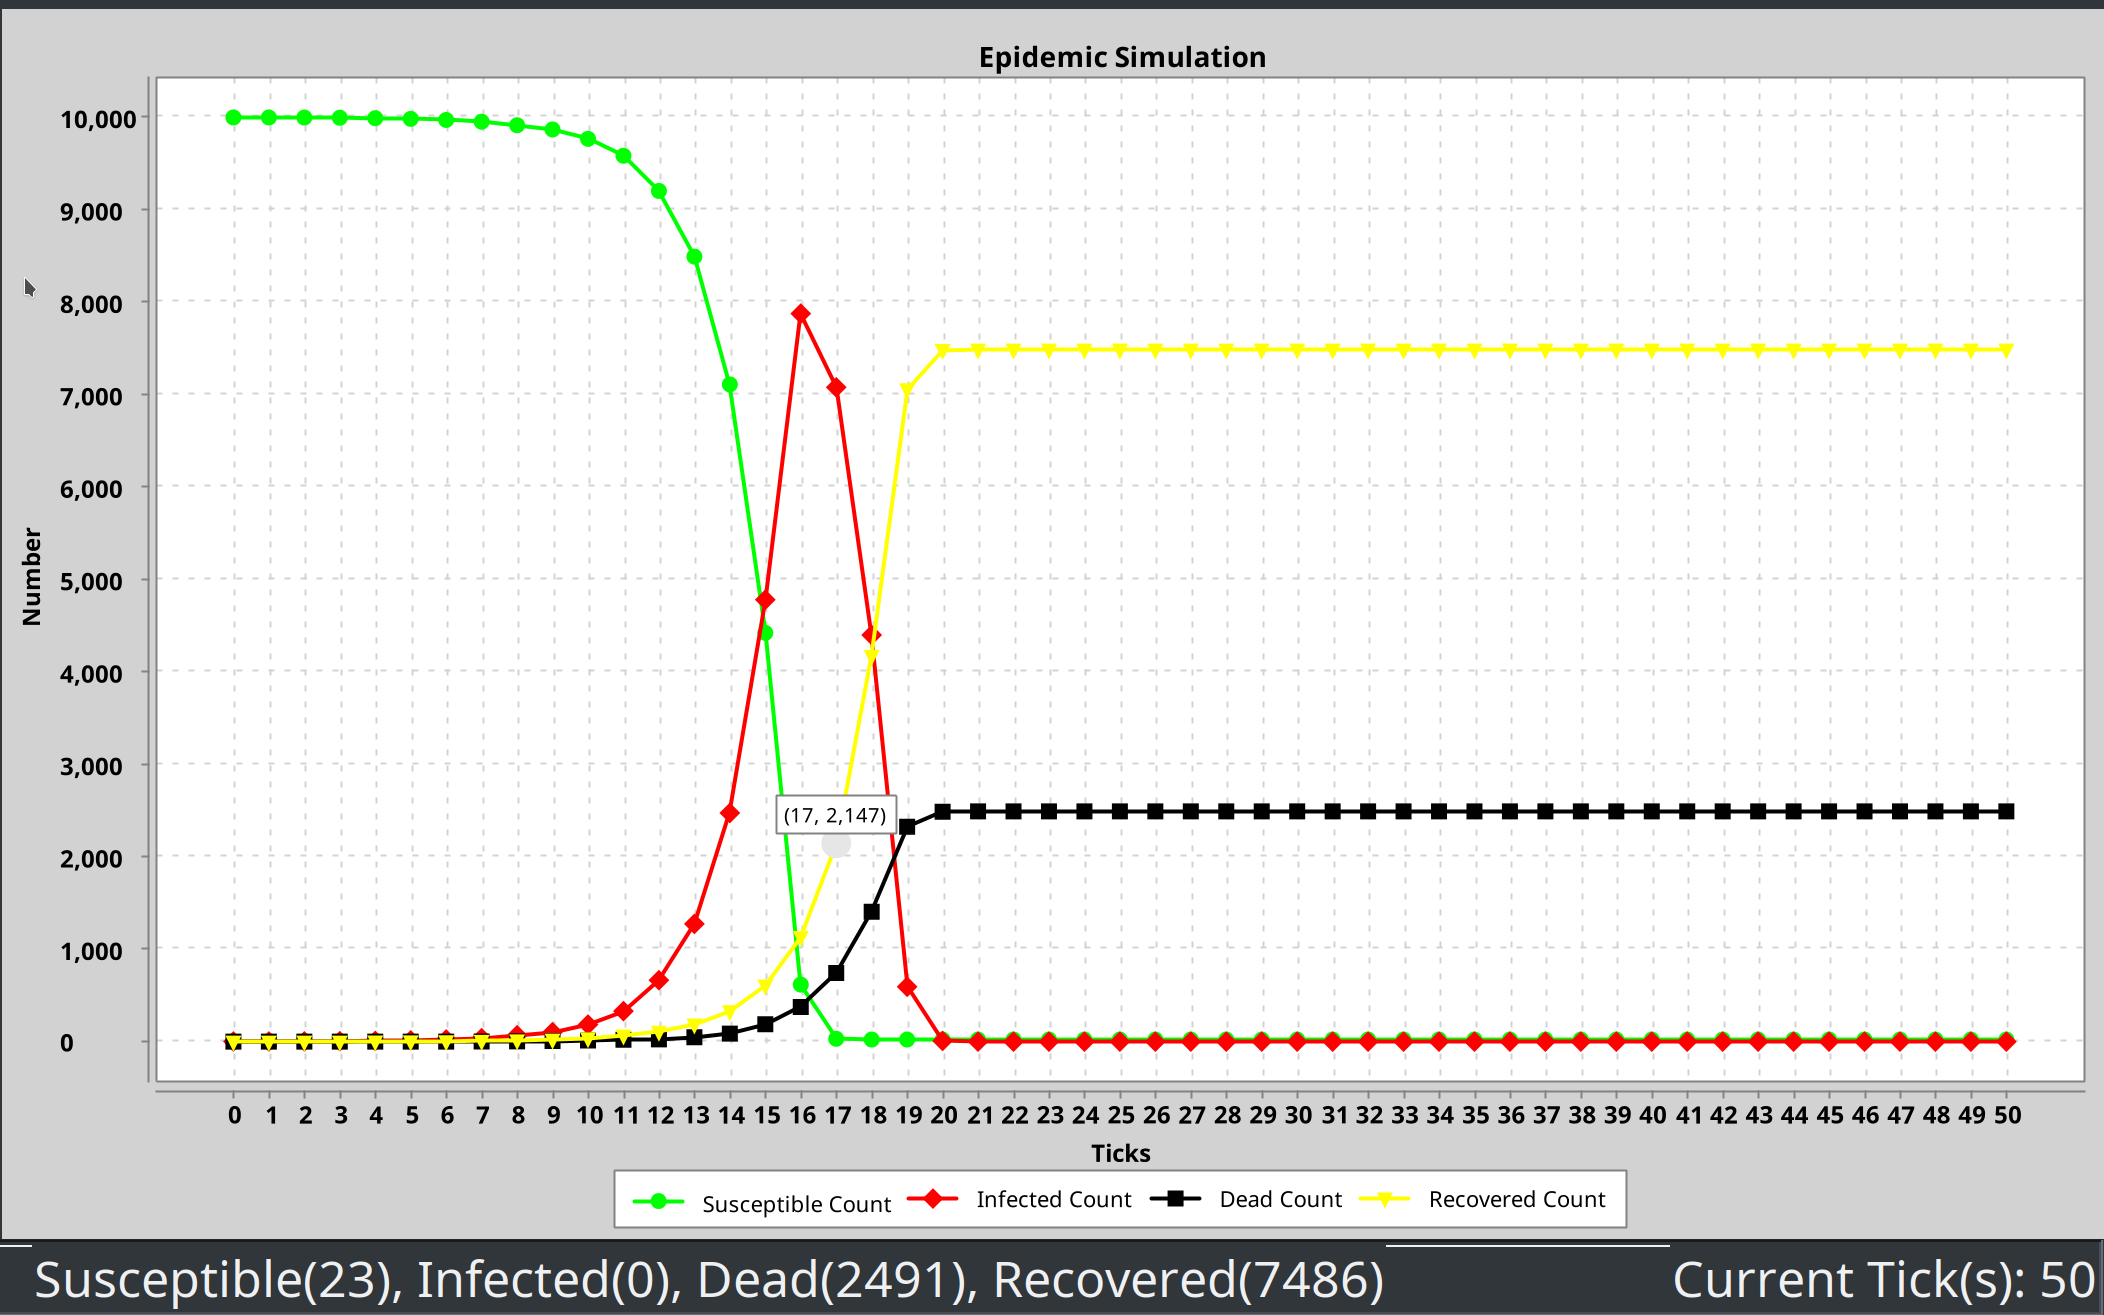 Epidemic Simulation
10,000
9,000
8,000
7,000
6,000
5,000
4,000
3,000
2,000
1,000
0
Number
(17, 2,147)
0 1 2 3 4 5 6 7 8 9 10 11 12 13 14 15 16 17 18 19 20 21 22 23 24 25 26 27 28 29 30 31 32 33 34 35 36 37 38 39 40 41 42 43 44 45 46 47 48 49 50
Ticks
Susceptible Count Infected Count Dead Count Recovered Count
Susceptible(23), Infected(0), Dead(2491), Recovered(7486) Current Tick(s): 50